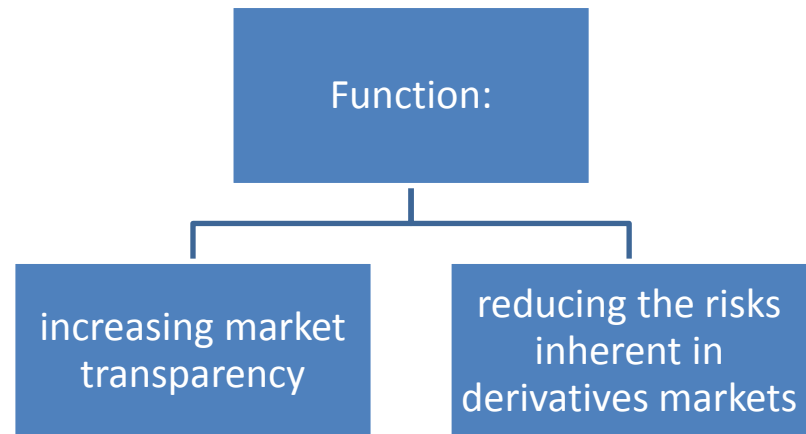 Function:
increasing market
transparency
reducing the risks
inherent in
derivatives markets